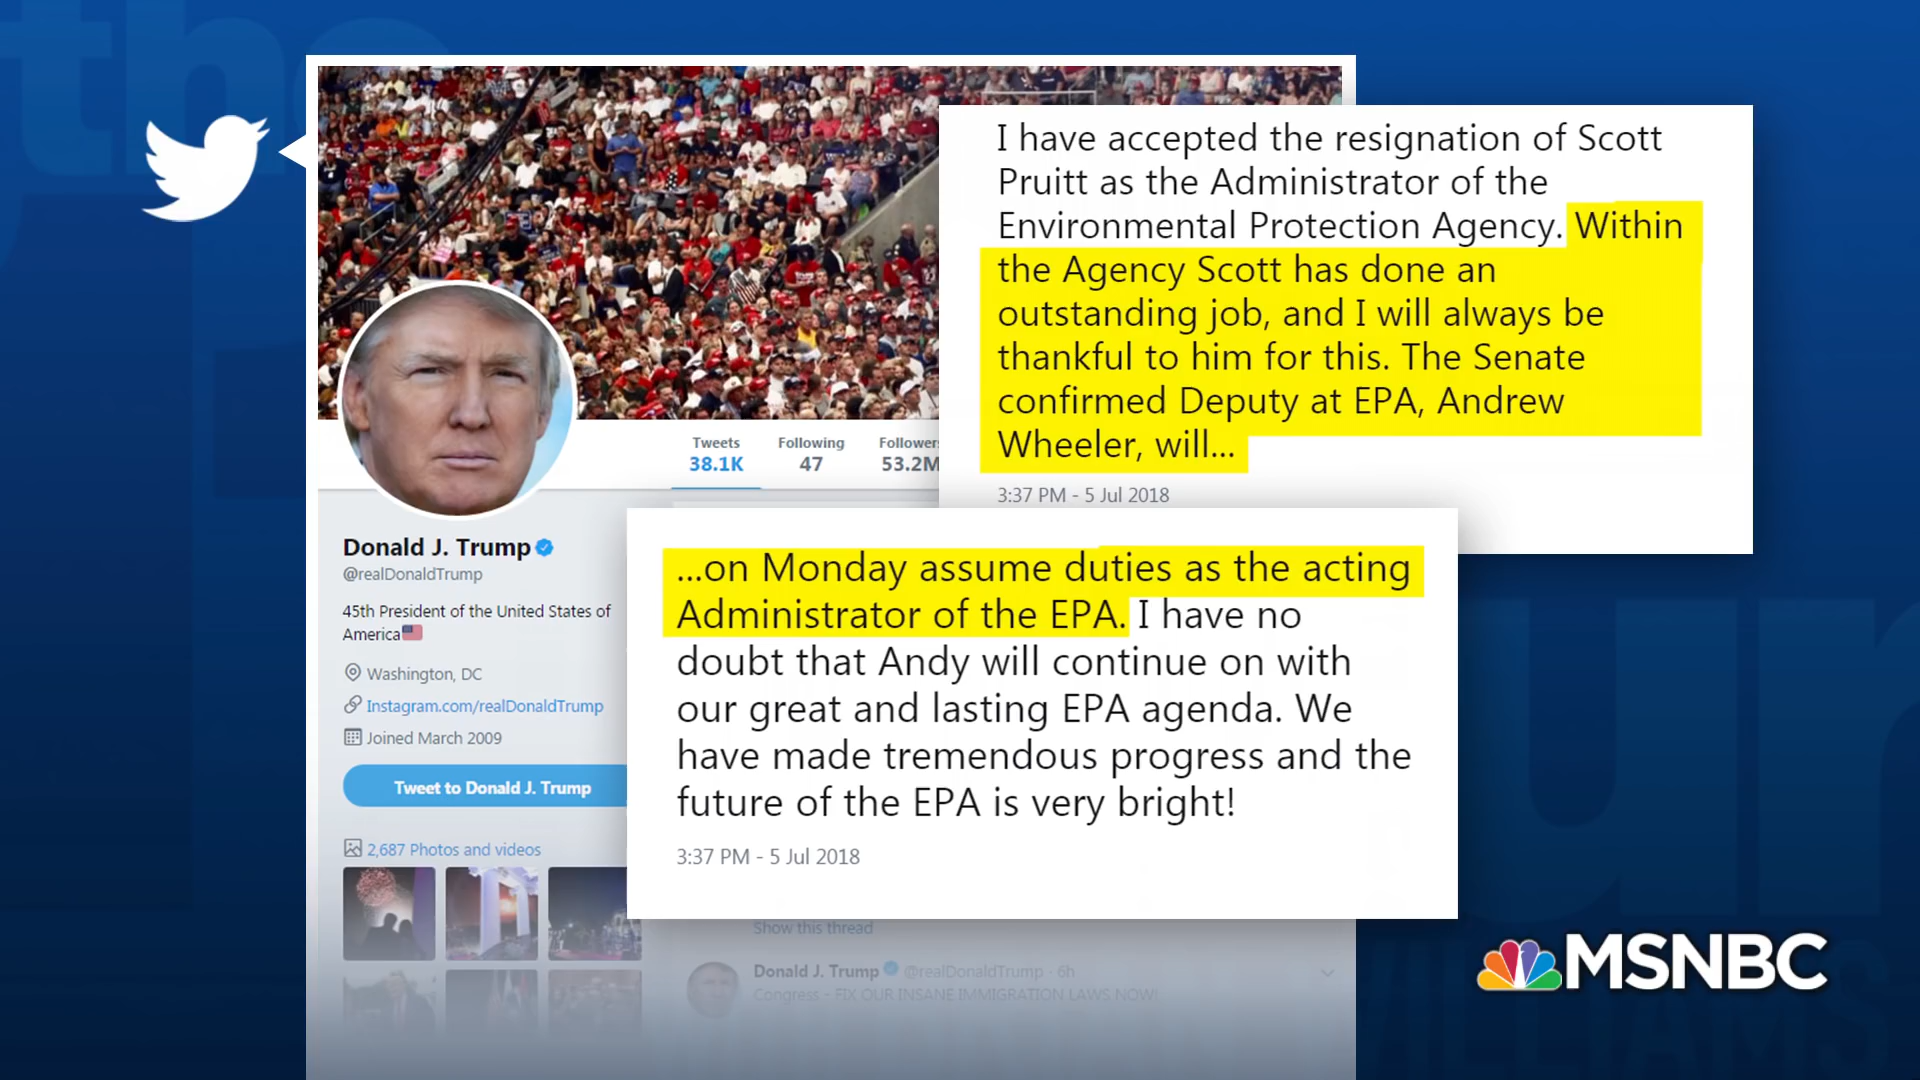 I have accepted the resignation of Scott
Pruitt as the Administrator of the
Environmental Protection Agency. Within
the Agency Scott has done an
outstanding job, and I will always be
thankful to him for this. The Senate
confirmed Deputy at EPA, Andrew
Wheeler, will...
3:37 PM - 5 Jul 2018
...on Monday assume duties as the acting
Administrator of the EPA. I have no
doubt that Andy will continue on with
our great and lasting EPA agenda. We
have made tremendous progress and the
future of the EPA is very bright!
3:37 PM - 5 Jul 2018
Tweets Following Followers
38.1K 47 53.2M
Donald J. Trump
@realDonaldTrump
45th President of the United States of
America
Washington, DC
Instagram.com/realDonaldTrump
Joined March 2009
Tweet to Donald J. Trump
2,687 Photos and videos
Show this thread
Donald J. Trump @realDonaldTrump · 6h
Congress - FIX OUR INSANE IMMIGRATION LAWS NOW!
MSNBC
the
WILLIAMS